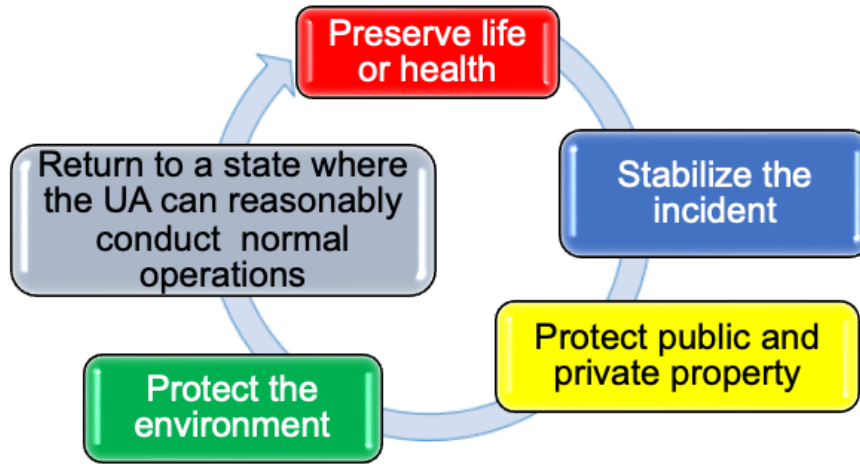 Preserve life
or health
Stabilize the
incident
Protect public and
private property
Protect the
environment
Return to a state where
the UA can reasonably
conduct normal
operations